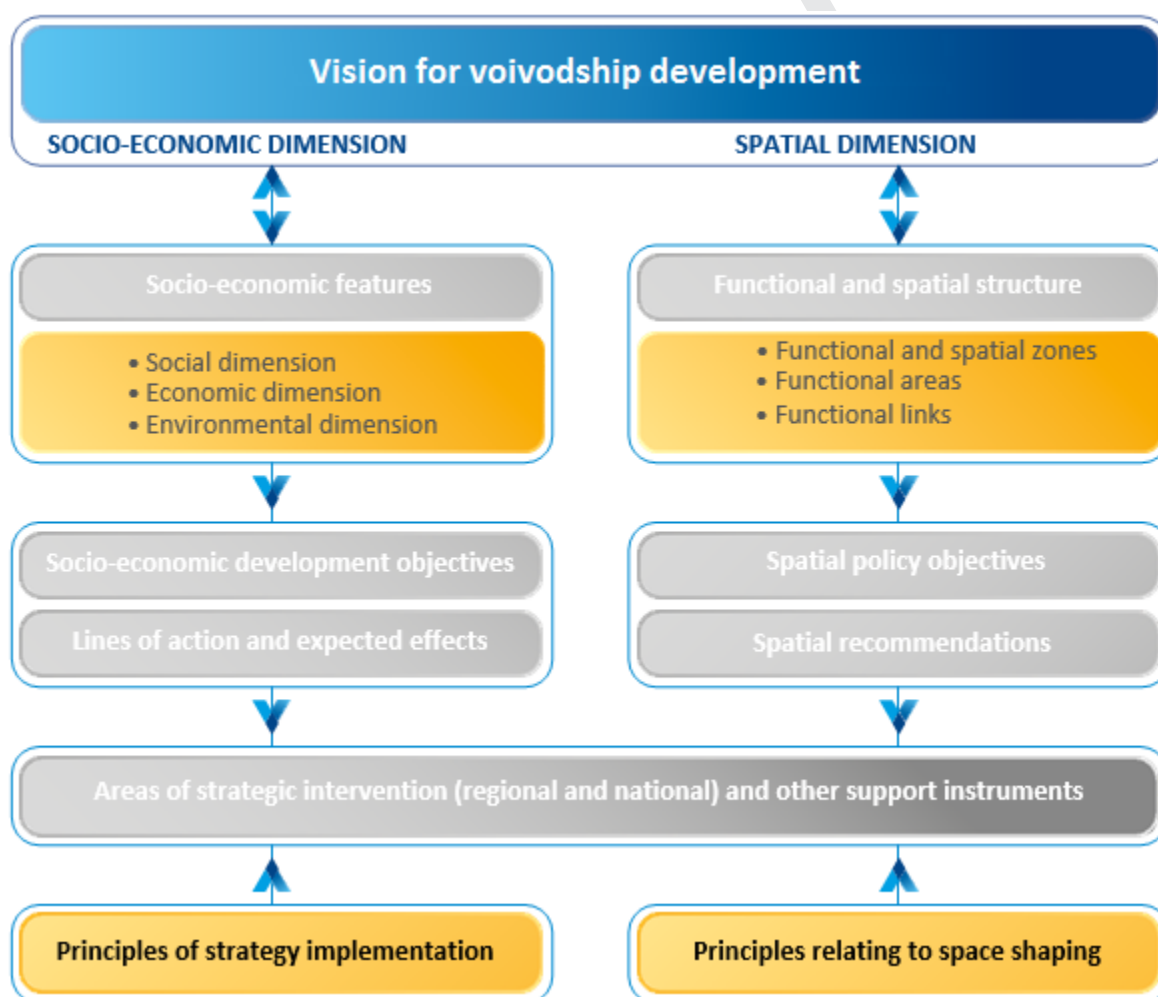 Vision for voivodship development
SOCIO-ECONOMIC DIMENSION
SPATIAL DIMENSION
Socio-economic features
• Social dimension
• Economic dimension
• Environmental dimension
Functional and spatial structure
• Functional and spatial zones
• Functional areas
• Functional links
Socio-economic development objectives
Lines of action and expected effects
Spatial policy objectives
Spatial recommendations
Areas of strategic intervention (regional and national) and other support instruments
Principles of strategy implementation
Principles relating to space shaping